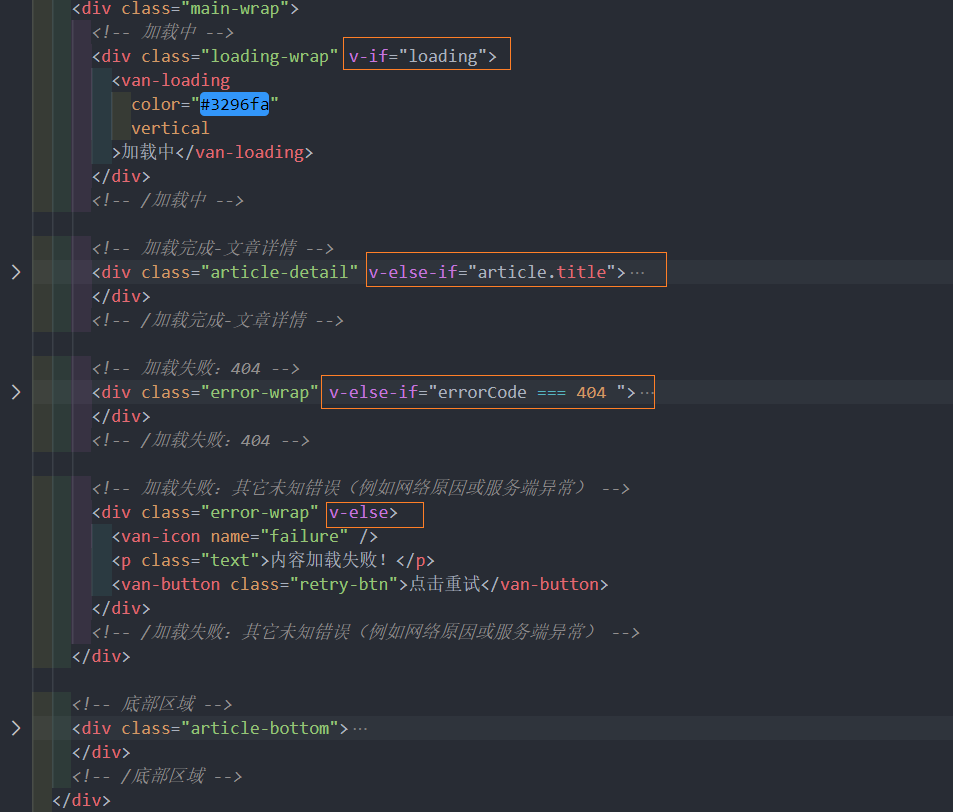 <div class="main-wrap">
<!-- 加载中 -->
<div class="loading-wrap" v-if="loading">
<van-loading
color="#3296fa"
vertical
>加载中</van-loading>
</div>
<!-- /加载中 -->
<!-- 加载完成-文章详情 -->
<div class="article-detail" v-else-if="article.title">···
</div>
<!-- /加载完成-文章详情 -->
<!-- 加载失败：404 -->
<div class="error-wrap" v-else-if="errorCode === 404 ">···
</div>
<!-- /加载失败：404 -->
<!-- 加载失败：其它未知错误（例如网络原因或服务端异常） -->
<div class="error-wrap" v-else>
<van-icon name="failure" />
<p class="text">内容加载失败！</p>
<van-button class="retry-btn">点击重试</van-button>
</div>
<!-- /加载失败：其它未知错误（例如网络原因或服务端异常） -->
</div>
<!-- 底部区域 -->
<div class="article-bottom">···
</div>
<!-- /底部区域 -->
</div>